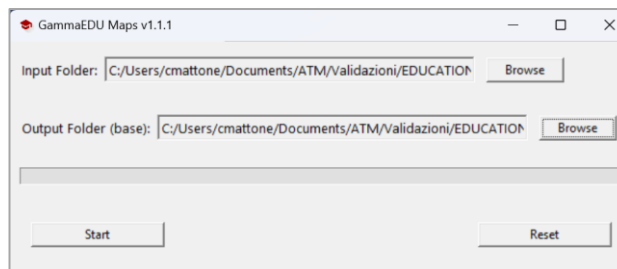 GammaEDU Maps v1.1.1
Input Folder: C:/Users/cmattone/Documents/ATM/Validazioni/EDUCATION Browse
Output Folder (base): C:/Users/cmattone/Documents/ATM/Validazioni/EDUCATION Browse
Start Reset